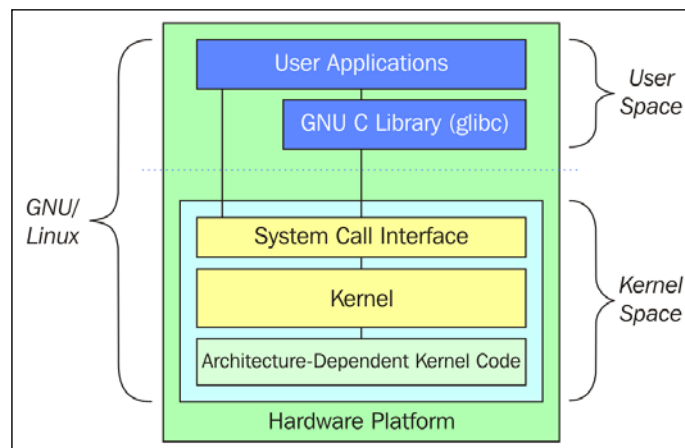 User Applications
User
Space
GNU C Library (glibc)
GNU/
Linux
System Call Interface
Kernel
Kernel
Space
Architecture-Dependent Kernel Code
Hardware Platform